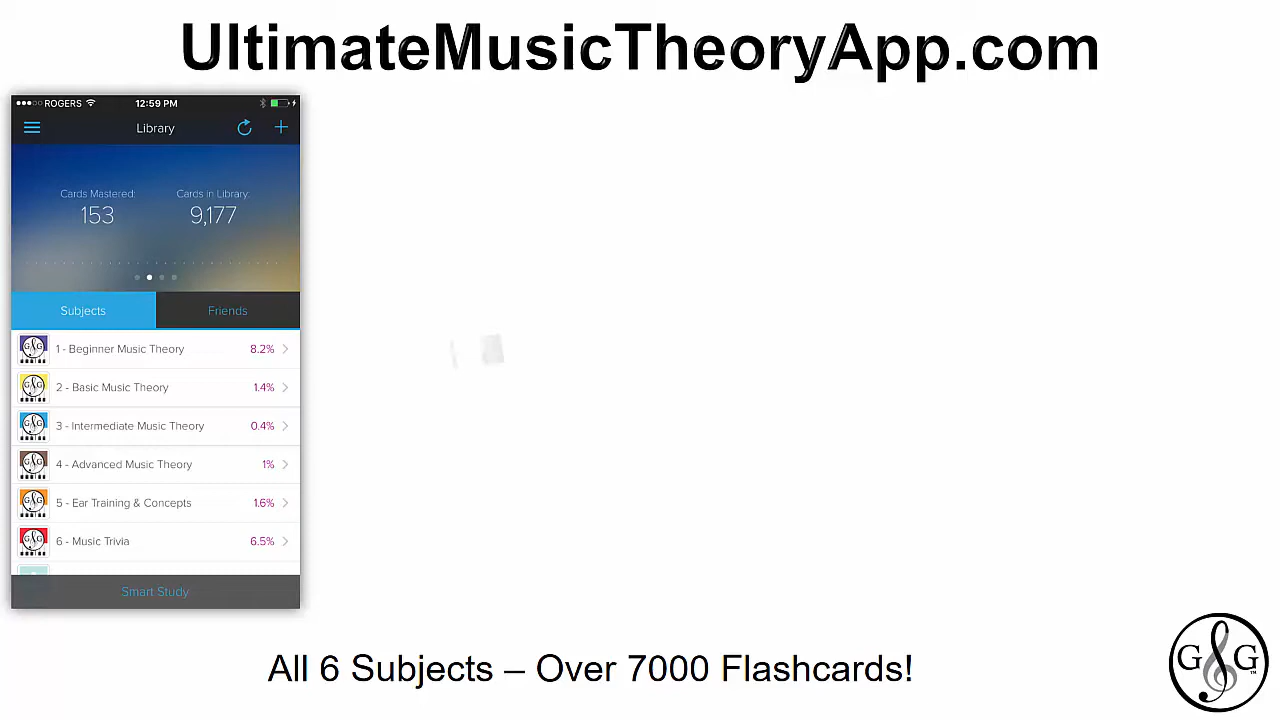 UltimateMusicTheoryApp.com
ROGERS 12:59 PM
Library
Cards Mastered: Cards in Library:
153 9,177
Subjects Friends
1 - Beginner Music Theory 8.2%
2 - Basic Music Theory 1.4%
3 - Intermediate Music Theory 0.4%
4 - Advanced Music Theory 1%
5 - Ear Training & Concepts 1.6%
6 - Music Trivia 6.5%
Smart Study
All 6 Subjects – Over 7000 Flashcards!
G G